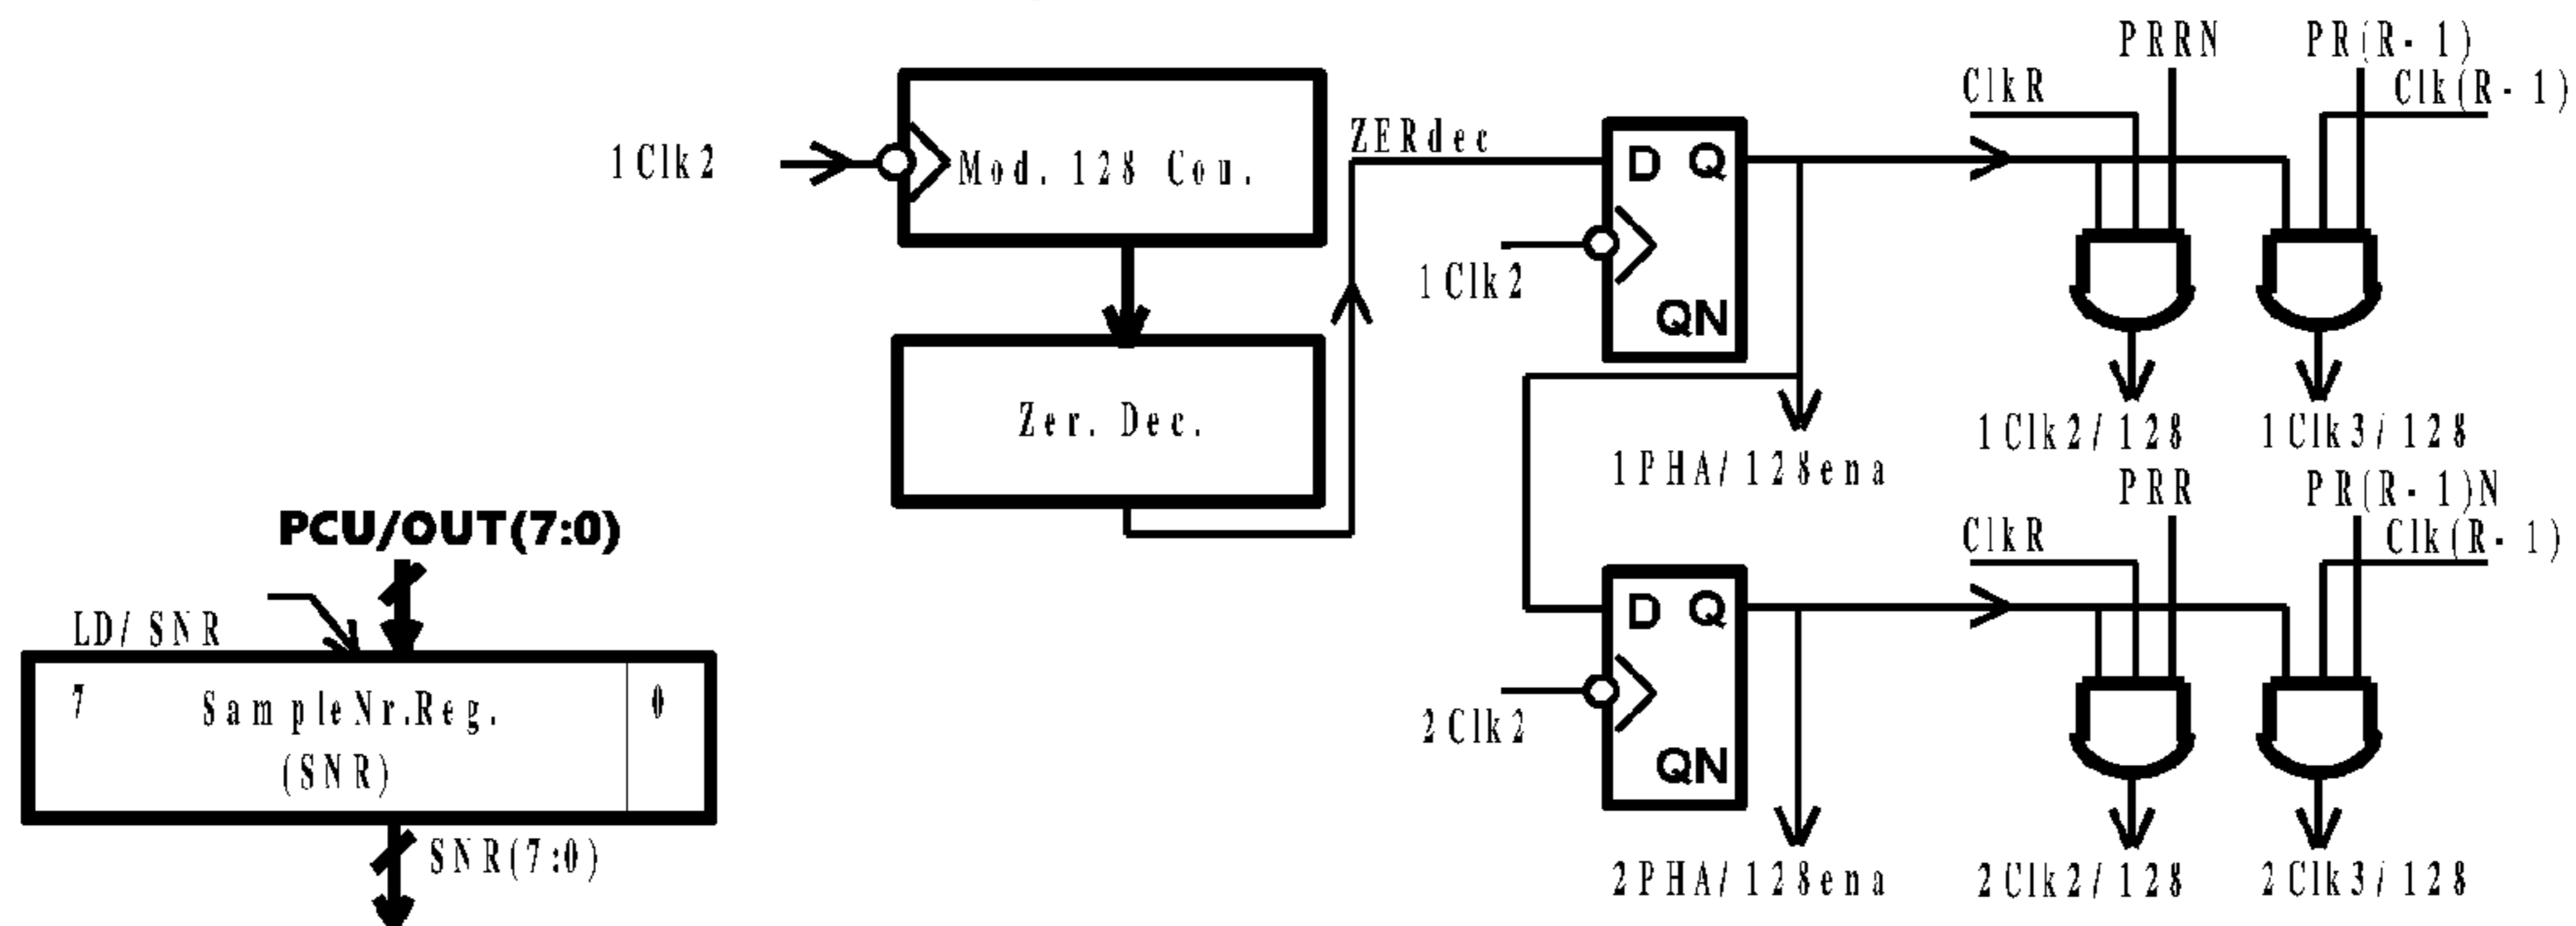 PRRN
PR(R-1)
ClkR
Clk(R-1)
1Clk2
Mod. 128 Cou.
ZERdec
D Q
1Clk2
QN
Zer. Dec.
1Clk2/128
1Clk3/128
1PHA/128ena
PRR
PR(R-1)N
ClkR
Clk(R-1)
PCU/OUT(7:0)
LD/SNR
7
SampleNr.Reg.
0
(SNR)
SNR(7:0)
D Q
2Clk2
QN
2PHA/128ena
2Clk2/128
2Clk3/128